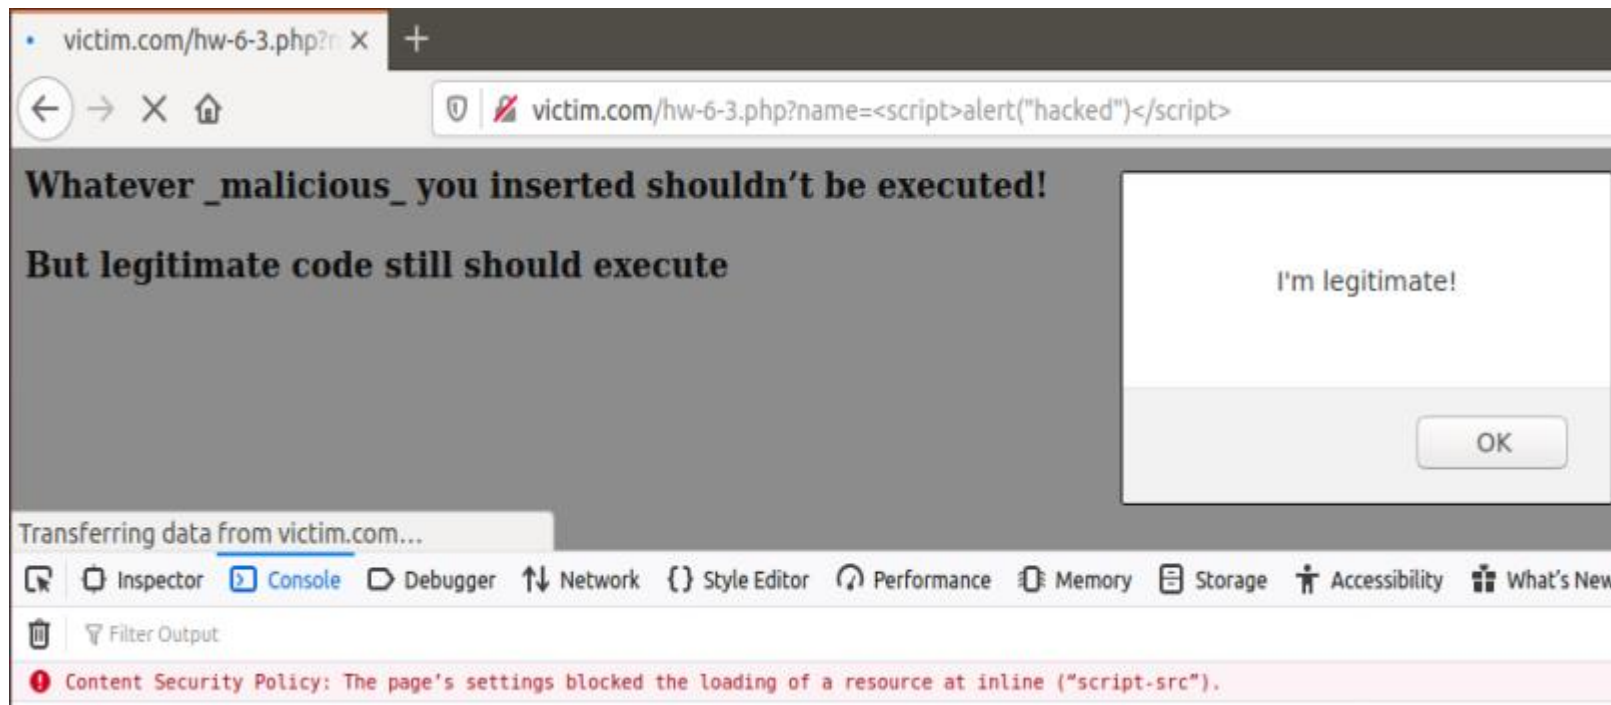 victim.com/hw-6-3.php?n
victim.com/hw-6-3.php?name=<script>alert("hacked")</script>
Whatever _malicious_ you inserted shouldn’t be executed!
But legitimate code still should execute
I'm legitimate!
OK
Transferring data from victim.com...
Inspector Console Debugger Network {} Style Editor Performance Memory Storage Accessibility What’s New
Filter Output
Content Security Policy: The page’s settings blocked the loading of a resource at inline (“script-src”).